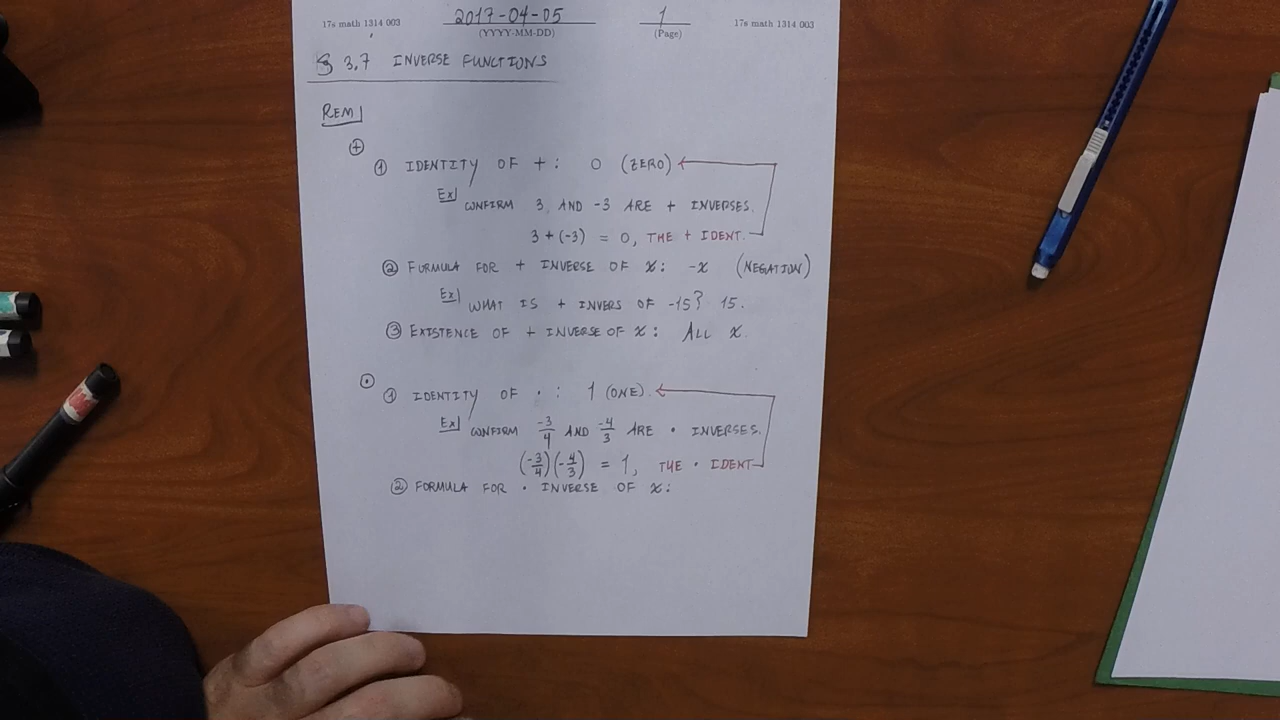 17s math 1314 003 2017-04-05 1 17s math 1314 003
(YYYY-MM-DD) (Page)
§ 3.7 INVERSE FUNCTIONS
REM
+
① IDENTITY OF + : 0 (ZERO)
EX CONFIRM 3, AND -3 ARE + INVERSES.
3 + (-3) = 0, THE + IDENT.
② FORMULA FOR + INVERSE OF x: -x (NEGATION)
EX WHAT IS + INVERS OF -15? 15.
③ EXISTENCE OF + INVERSE OF x: ALL x.
·
① IDENTITY OF · : 1 (ONE).
EX CONFIRM -3/4 AND -4/3 ARE · INVERSES.
(-3/4)(-4/3) = 1, THE · IDENT
② FORMULA FOR · INVERSE OF x: